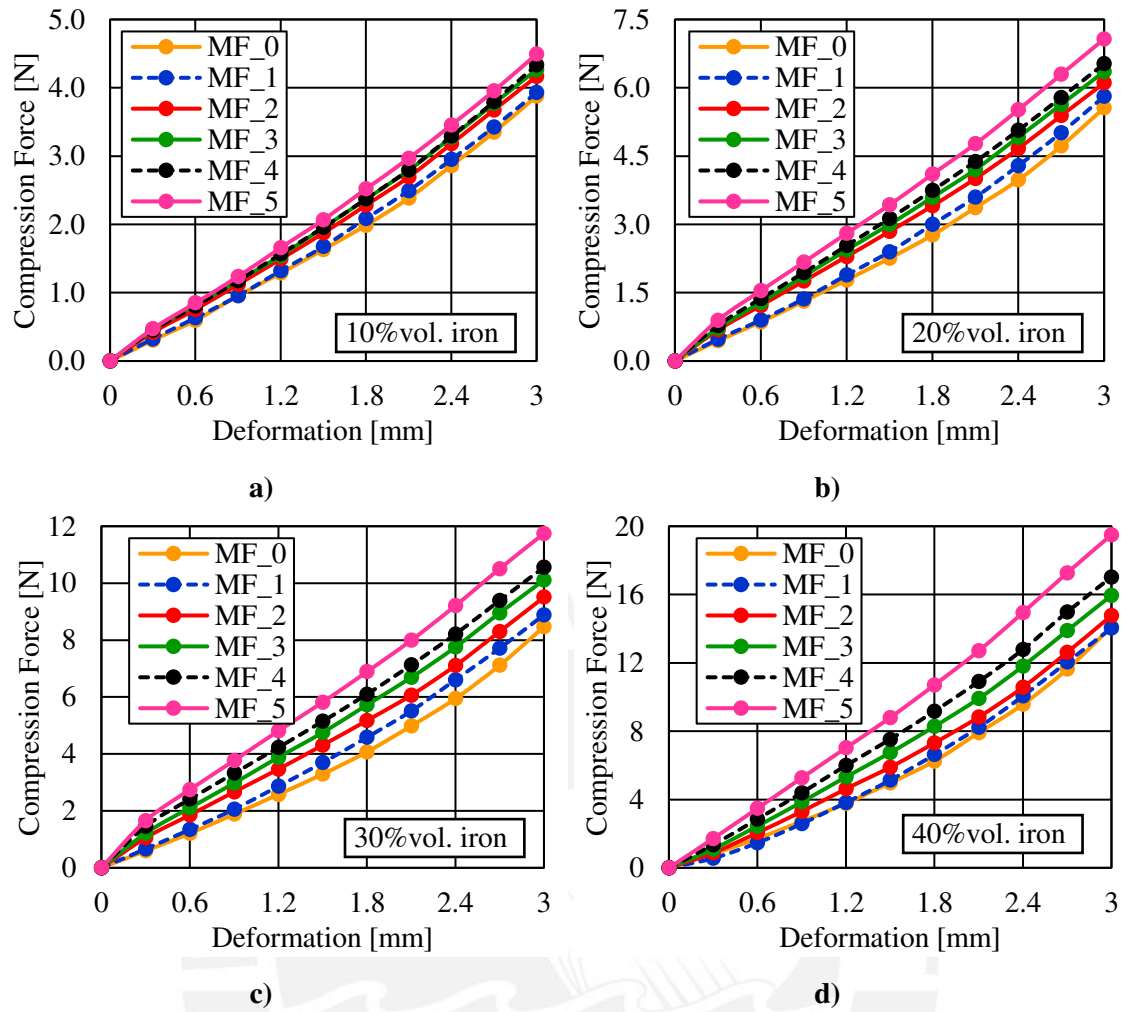 5.0
4.0
3.0
2.0
1.0
0.0
Compression Force [N]
MF_0
MF_1
MF_2
MF_3
MF_4
MF_5
10%vol. iron
0 0.6 1.2 1.8 2.4 3
Deformation [mm]
a)
7.5
6.0
4.5
3.0
1.5
0.0
Compression Force [N]
MF_0
MF_1
MF_2
MF_3
MF_4
MF_5
20%vol. iron
0 0.6 1.2 1.8 2.4 3
Deformation [mm]
b)
12
10
8
6
4
2
0
Compression Force [N]
MF_0
MF_1
MF_2
MF_3
MF_4
MF_5
30%vol. iron
0 0.6 1.2 1.8 2.4 3
Deformation [mm]
c)
20
16
12
8
4
0
Compression Force [N]
MF_0
MF_1
MF_2
MF_3
MF_4
MF_5
40%vol. iron
0 0.6 1.2 1.8 2.4 3
Deformation [mm]
d)